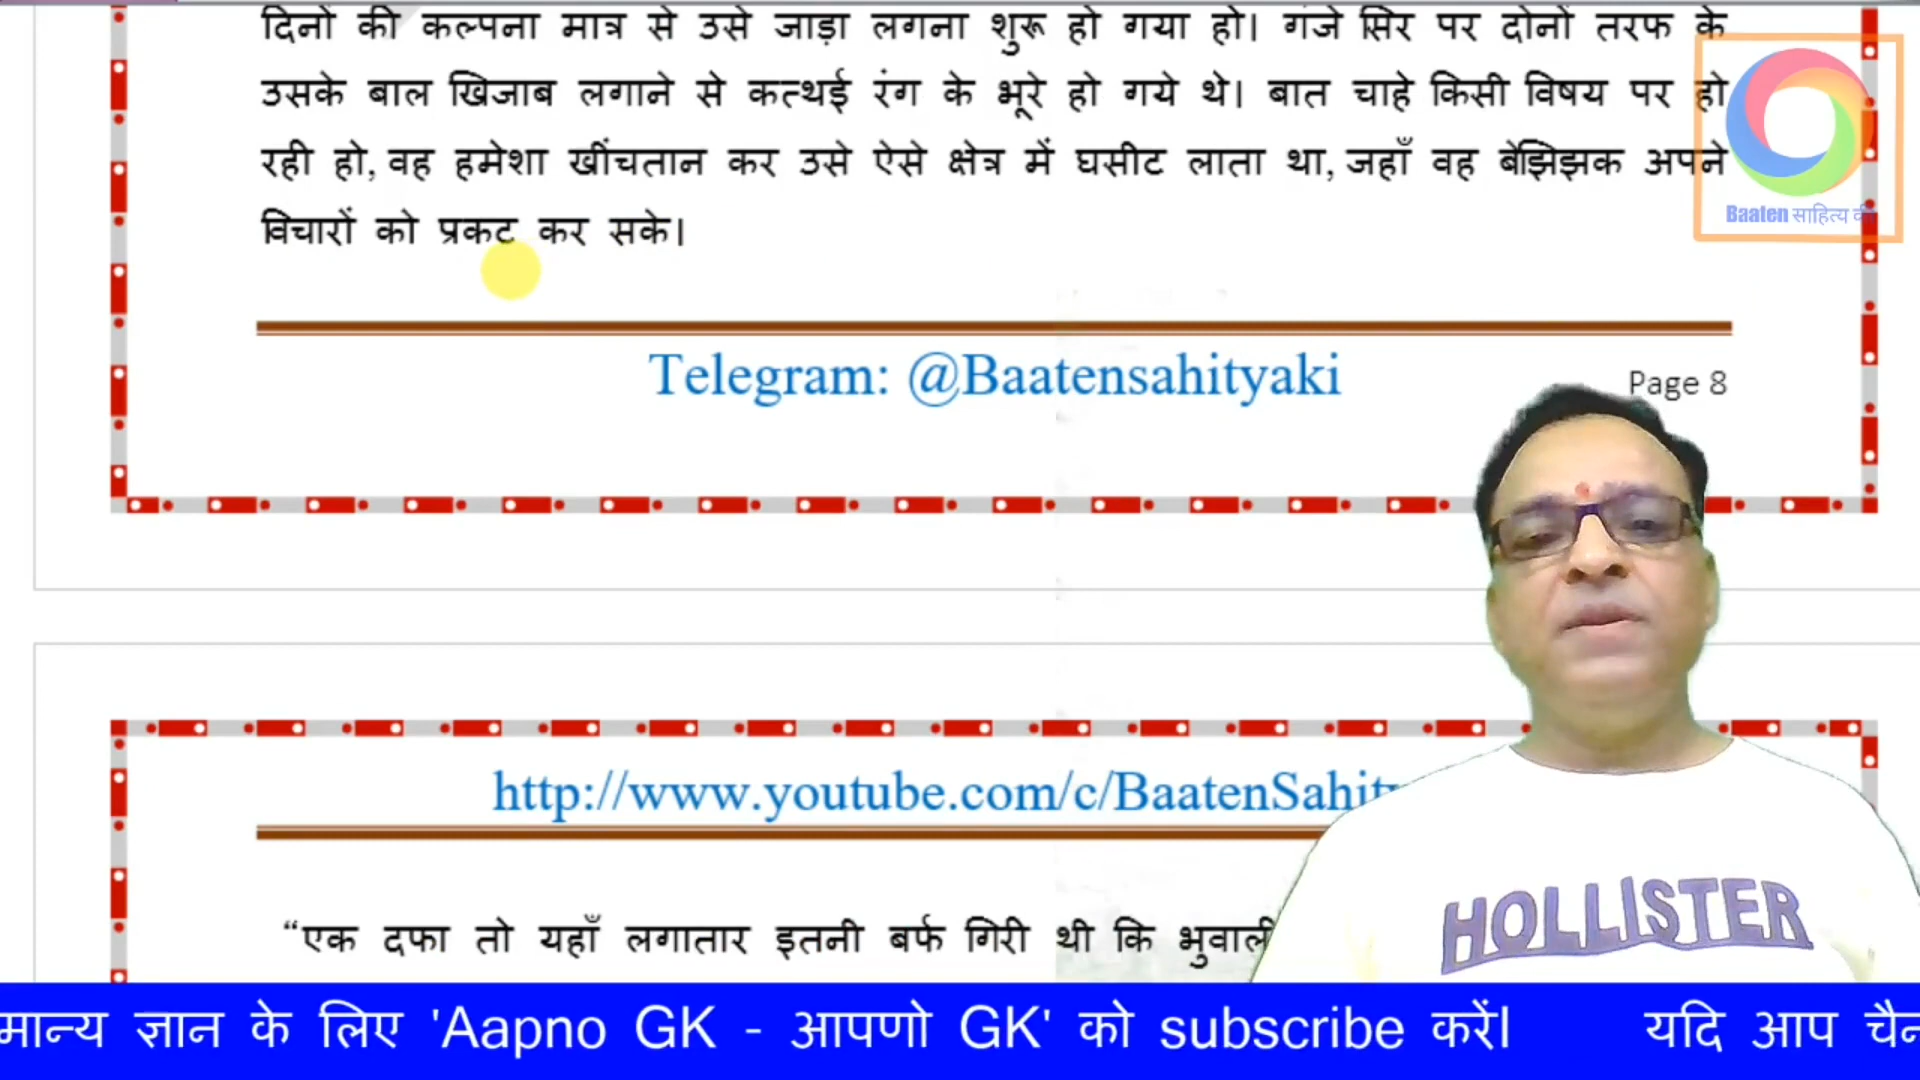 दिनों की कल्पना मात्र से उसे जाड़ा लगना शुरू हो गया हो। गंजे सिर पर दोनों तरफ के
उसके बाल खिजाब लगाने से कत्थई रंग के भूरे हो गये थे। बात चाहे किसी विषय पर हो
रही हो, वह हमेशा खींचतान कर उसे ऐसे क्षेत्र में घसीट लाता था, जहाँ वह बेझिझक अपने
विचारों को प्रकट कर सके।
Baaten साहित्य की
Telegram: @Baatensahityaki
Page 8
http://www.youtube.com/c/BaatenSahit
“एक दफा तो यहाँ लगातार इतनी बर्फ गिरी थी कि भुवाली
HOLLISTER
मान्य ज्ञान के लिए 'Aapno GK - आपणो GK' को subscribe करें। यदि आप